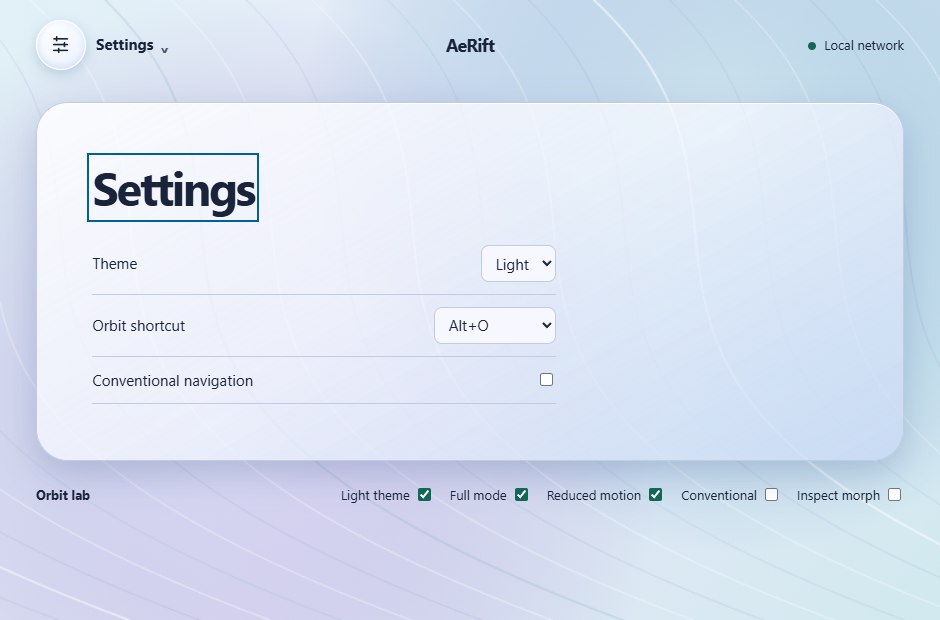 Settings
AeRift
Local network
Settings
Theme
Light
Orbit shortcut
Alt+O
Conventional navigation
Orbit lab
Light theme
Full mode
Reduced motion
Conventional
Inspect morph